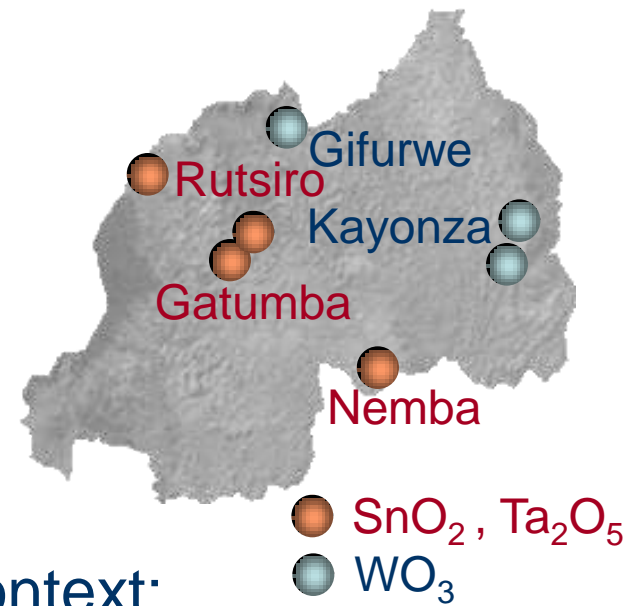 Gifurwe
Rutsiro
Kayonza
Gatumba
Nemba
SnO₂ , Ta₂O₅
WO₃